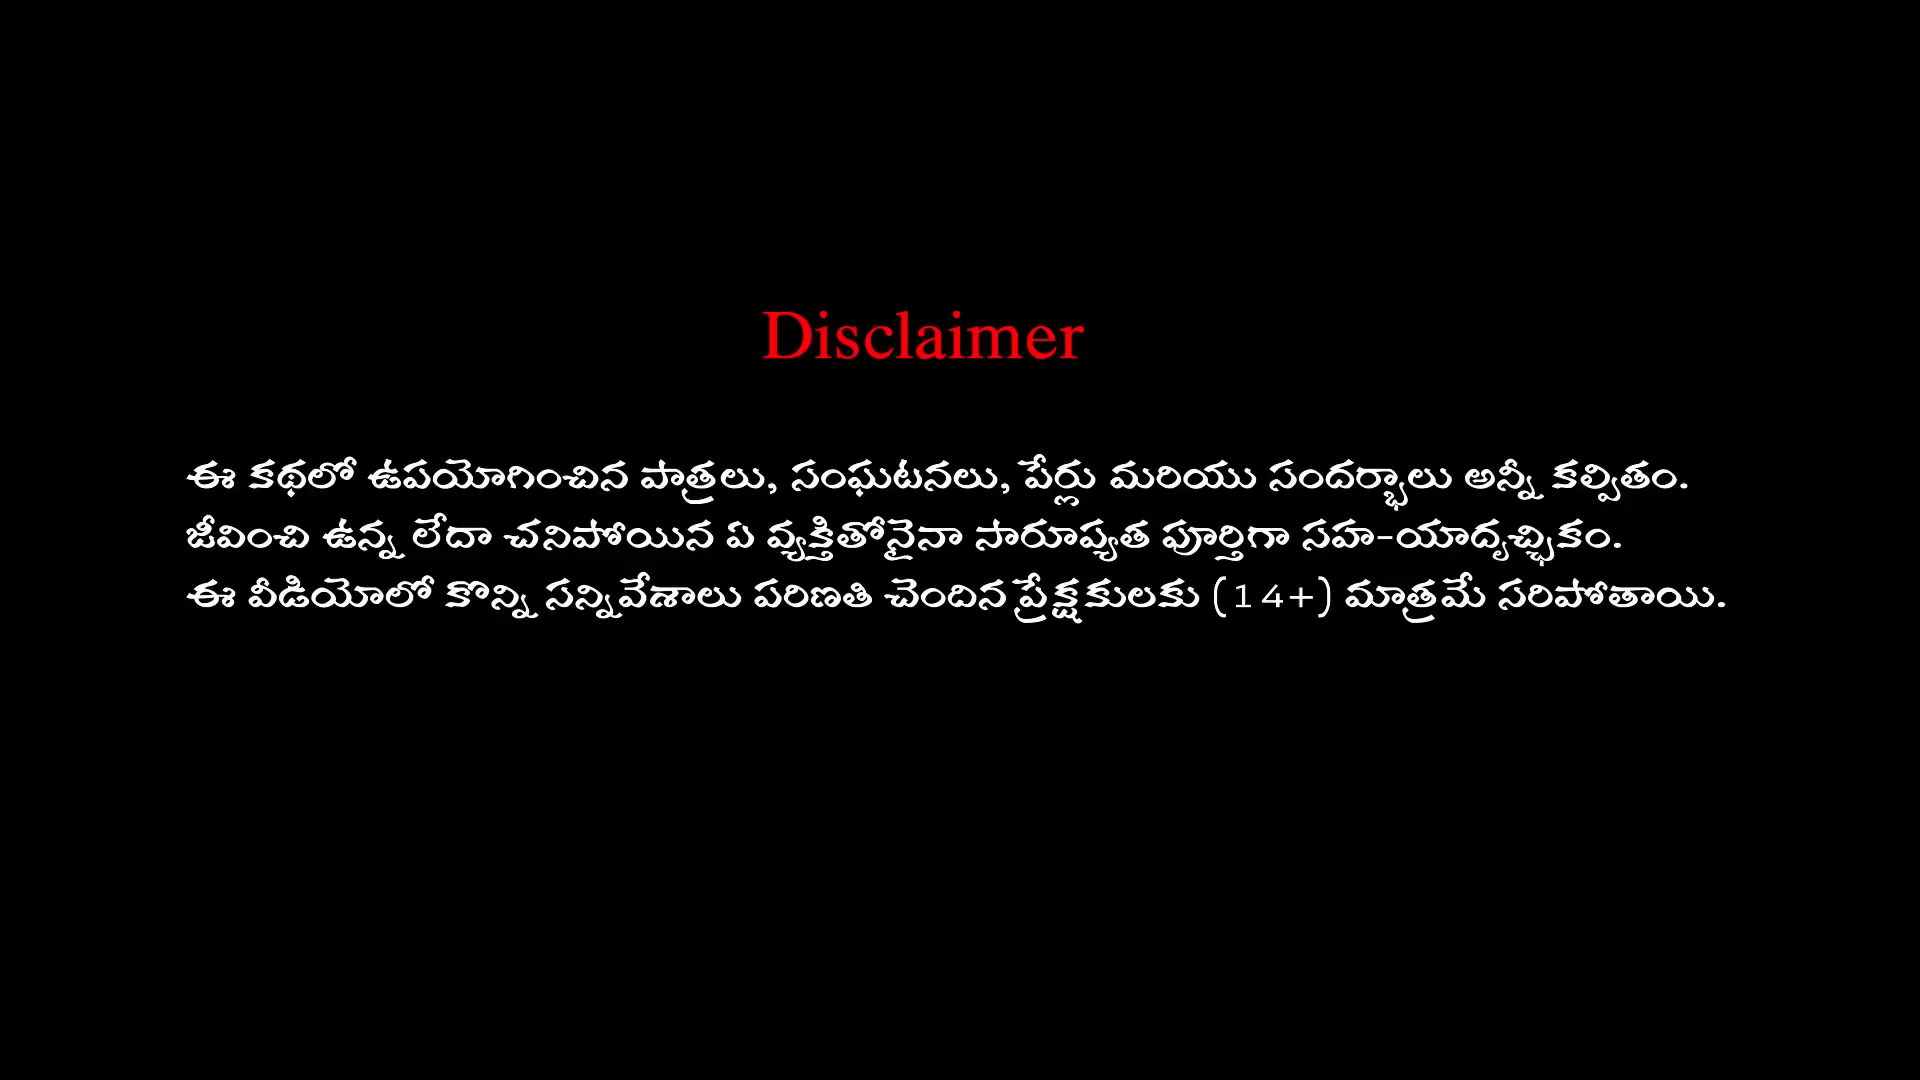 Disclaimer
ఈ కథలో ఉపయోగించిన పాత్రలు, సంఘటనలు, పేర్లు మరియు సందర్భాలు అన్నీ కల్పితం.
జీవించి ఉన్న లేదా చనిపోయిన ఏ వ్యక్తితోనైనా సారూప్యత పూర్తిగా సహ-యాదృచ్ఛికం.
ఈ వీడియోలో కొన్ని సన్నివేశాలు పరిణతి చెందిన ప్రేక్షకులకు (14+) మాత్రమే సరిపోతాయి.